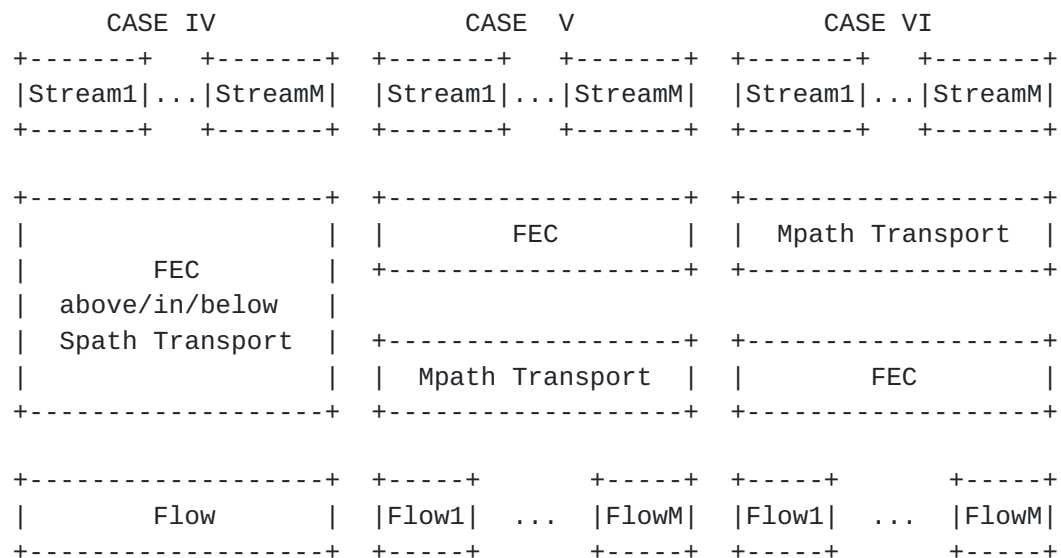 CASE IV                CASE  V                CASE VI
+-------+   +-------+  +-------+   +-------+  +-------+   +-------+
|Stream1|...|StreamM|  |Stream1|...|StreamM|  |Stream1|...|StreamM|
+-------+   +-------+  +-------+   +-------+  +-------+   +-------+

+-------------------+  +-------------------+  +-------------------+
|                   |  |        FEC        |  |  Mpath Transport  |
|        FEC        |  +-------------------+  +-------------------+
|  above/in/below   |
|  Spath Transport  |  +-------------------+  +-------------------+
|                   |  |  Mpath Transport  |  |        FEC        |
+-------------------+  +-------------------+  +-------------------+

+-------------------+  +-----+       +-----+  +-----+       +-----+
|        Flow       |  |Flow1|  ...  |FlowM|  |Flow1|  ...  |FlowM|
+-------------------+  +-----+       +-----+  +-----+       +-----+